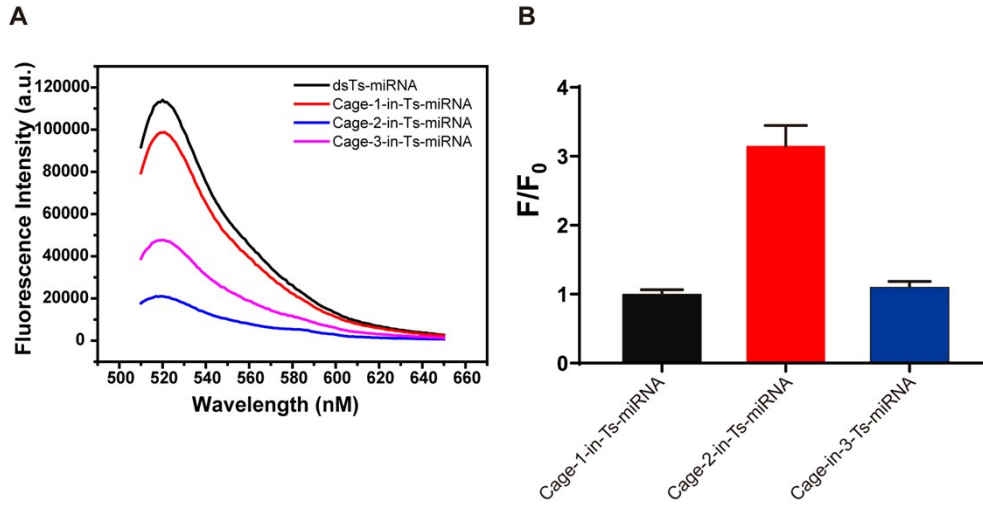 A
Fluorescence Intensity (a.u.)
120000
100000
80000
60000
40000
20000
0
dsTs-miRNA
Cage-1-in-Ts-miRNA
Cage-2-in-Ts-miRNA
Cage-3-in-Ts-miRNA
500 520 540 560 580 600 620 640 660
Wavelength (nM)
B
F/F0
4
3
2
1
0
Cage-1-in-Ts-miRNA
Cage-2-in-Ts-miRNA
Cage-in-3-Ts-miRNA